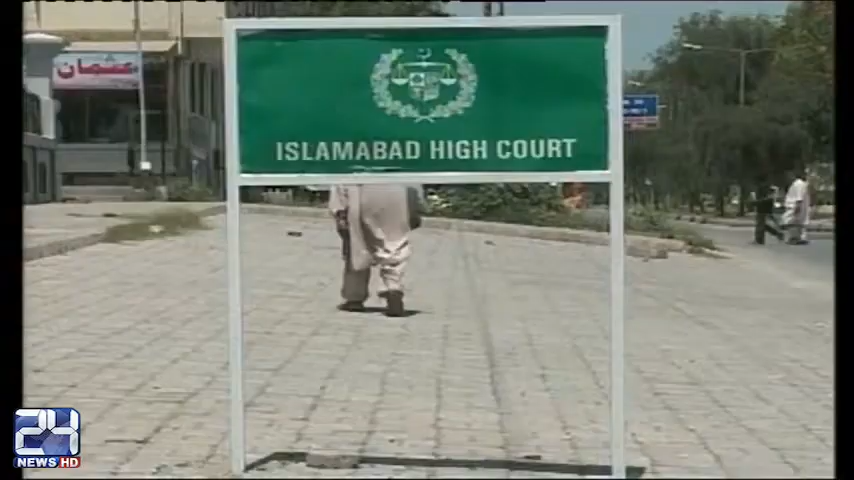 عثمان
ISLAMABAD HIGH COURT
24
NEWS HD